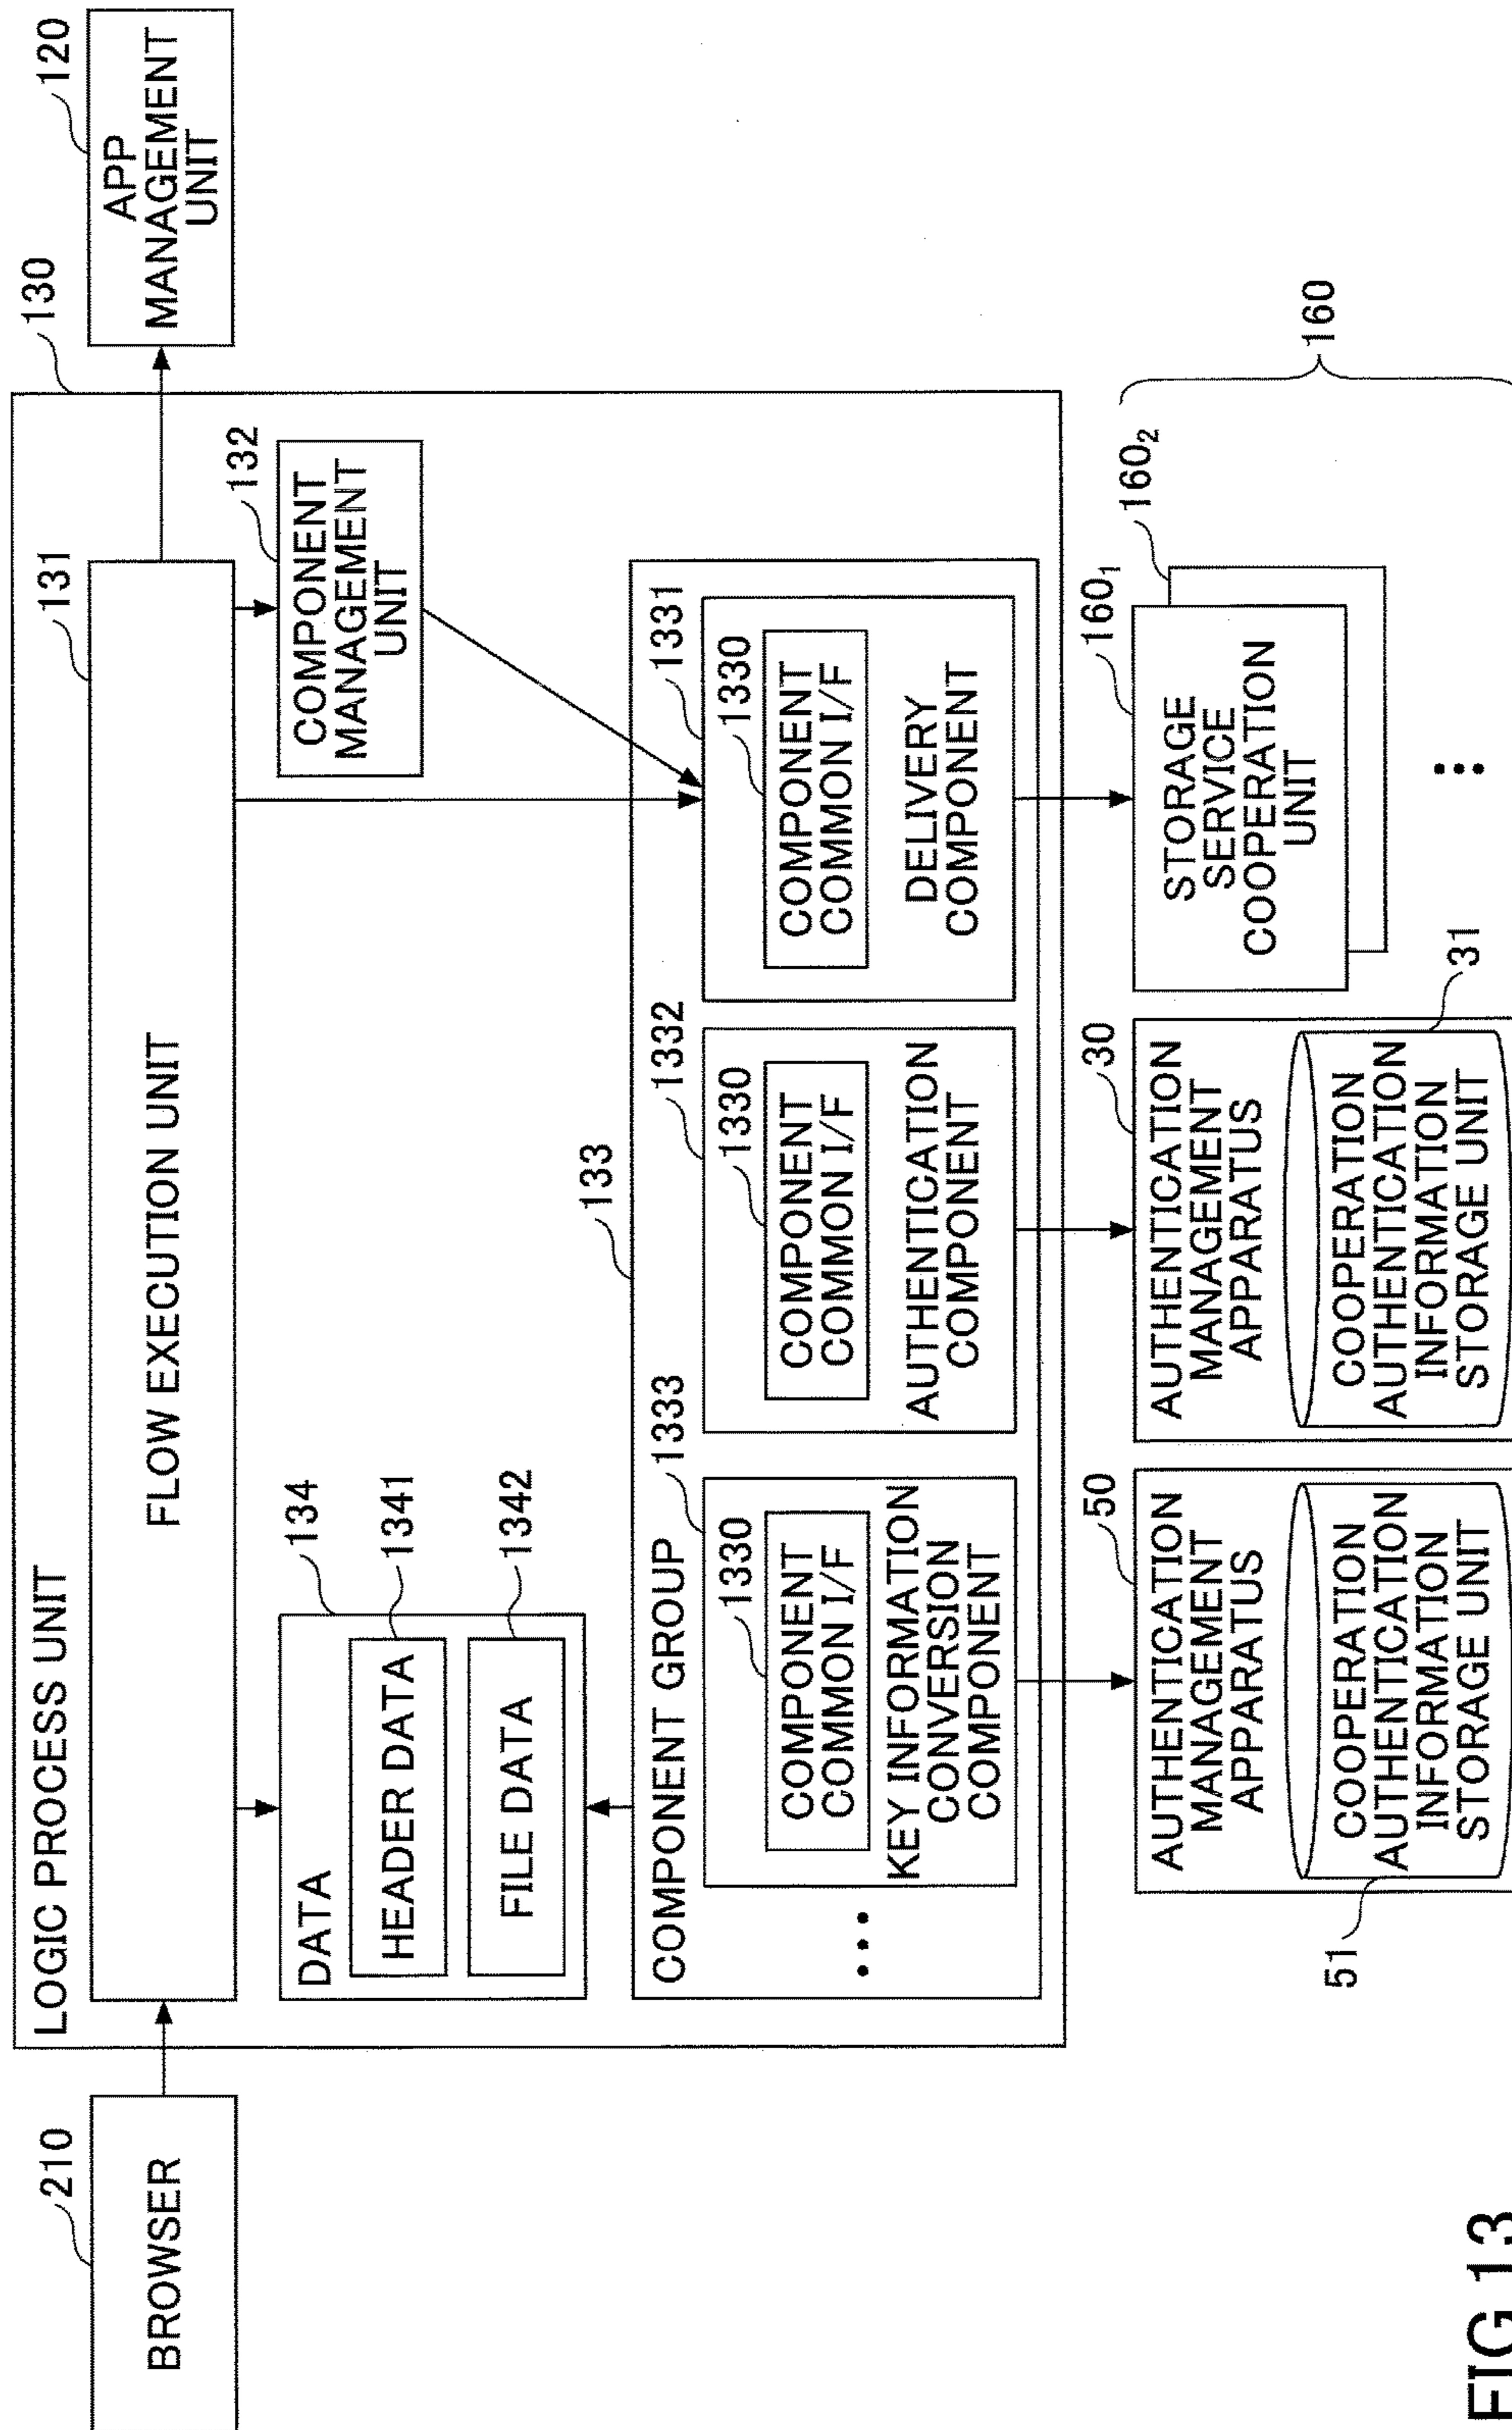 210
BROWSER
LOGIC PROCESS UNIT
130
131
FLOW EXECUTION UNIT
120
APP
MANAGEMENT
UNIT
132
COMPONENT
MANAGEMENT
UNIT
134
DATA
1341
HEADER DATA
1342
FILE DATA
133
COMPONENT GROUP
...
1333
1330
COMPONENT
COMMON I/F
KEY INFORMATION
CONVERSION
COMPONENT
1332
1330
COMPONENT
COMMON I/F
AUTHENTICATION
COMPONENT
1331
1330
COMPONENT
COMMON I/F
DELIVERY
COMPONENT
50
AUTHENTICATION
MANAGEMENT
APPARATUS
51
COOPERATION
AUTHENTICATION
INFORMATION
STORAGE UNIT
30
AUTHENTICATION
MANAGEMENT
APPARATUS
31
COOPERATION
AUTHENTICATION
INFORMATION
STORAGE UNIT
160₁
160₂
STORAGE
SERVICE
COOPERATION
UNIT
...
160
FIG.13